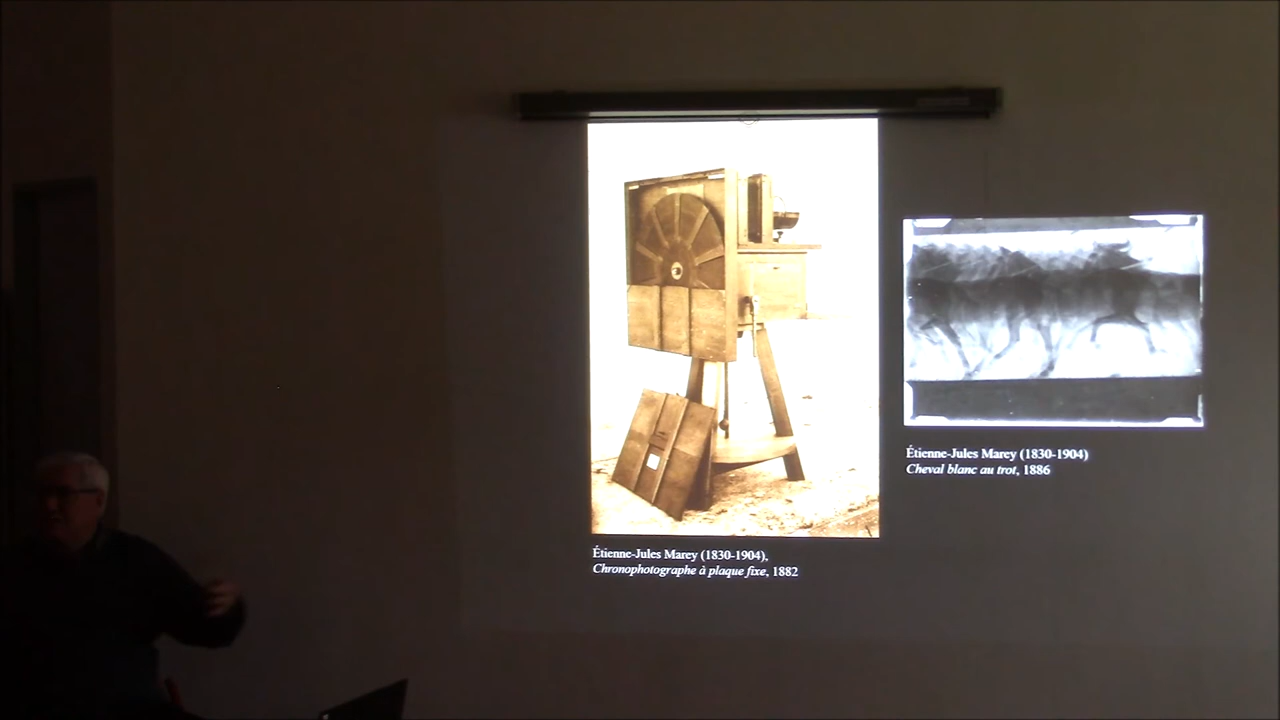 Étienne-Jules Marey (1830-1904),
Chronophotographe à plaque fixe, 1882
Étienne-Jules Marey (1830-1904)
Cheval blanc au trot, 1886